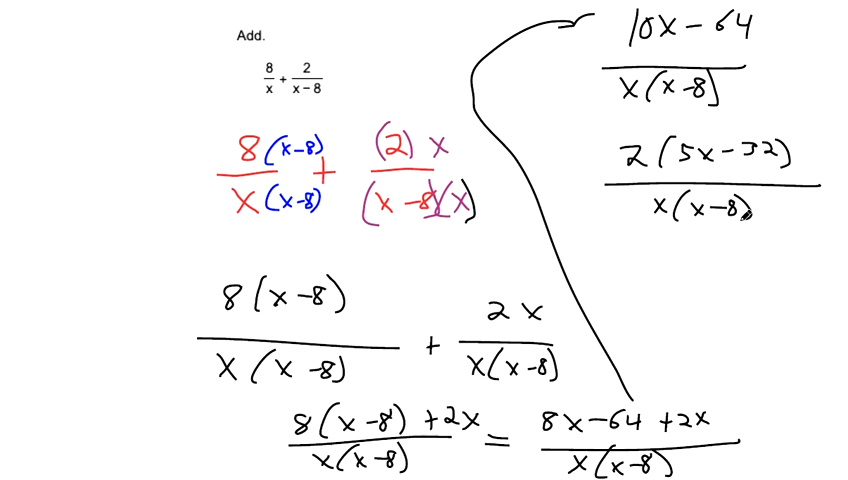 Add.
8/x + 2/(x − 8)
8(x−8)/x(x−8) + (2)x/(x−8)(x)
8(x−8)/x(x−8) + 2x/x(x−8)
8(x−8)+2x/x(x−8) = 8x−64+2x/x(x−8)
10x−64/x(x−8)
2(5x−32)/x(x−8)